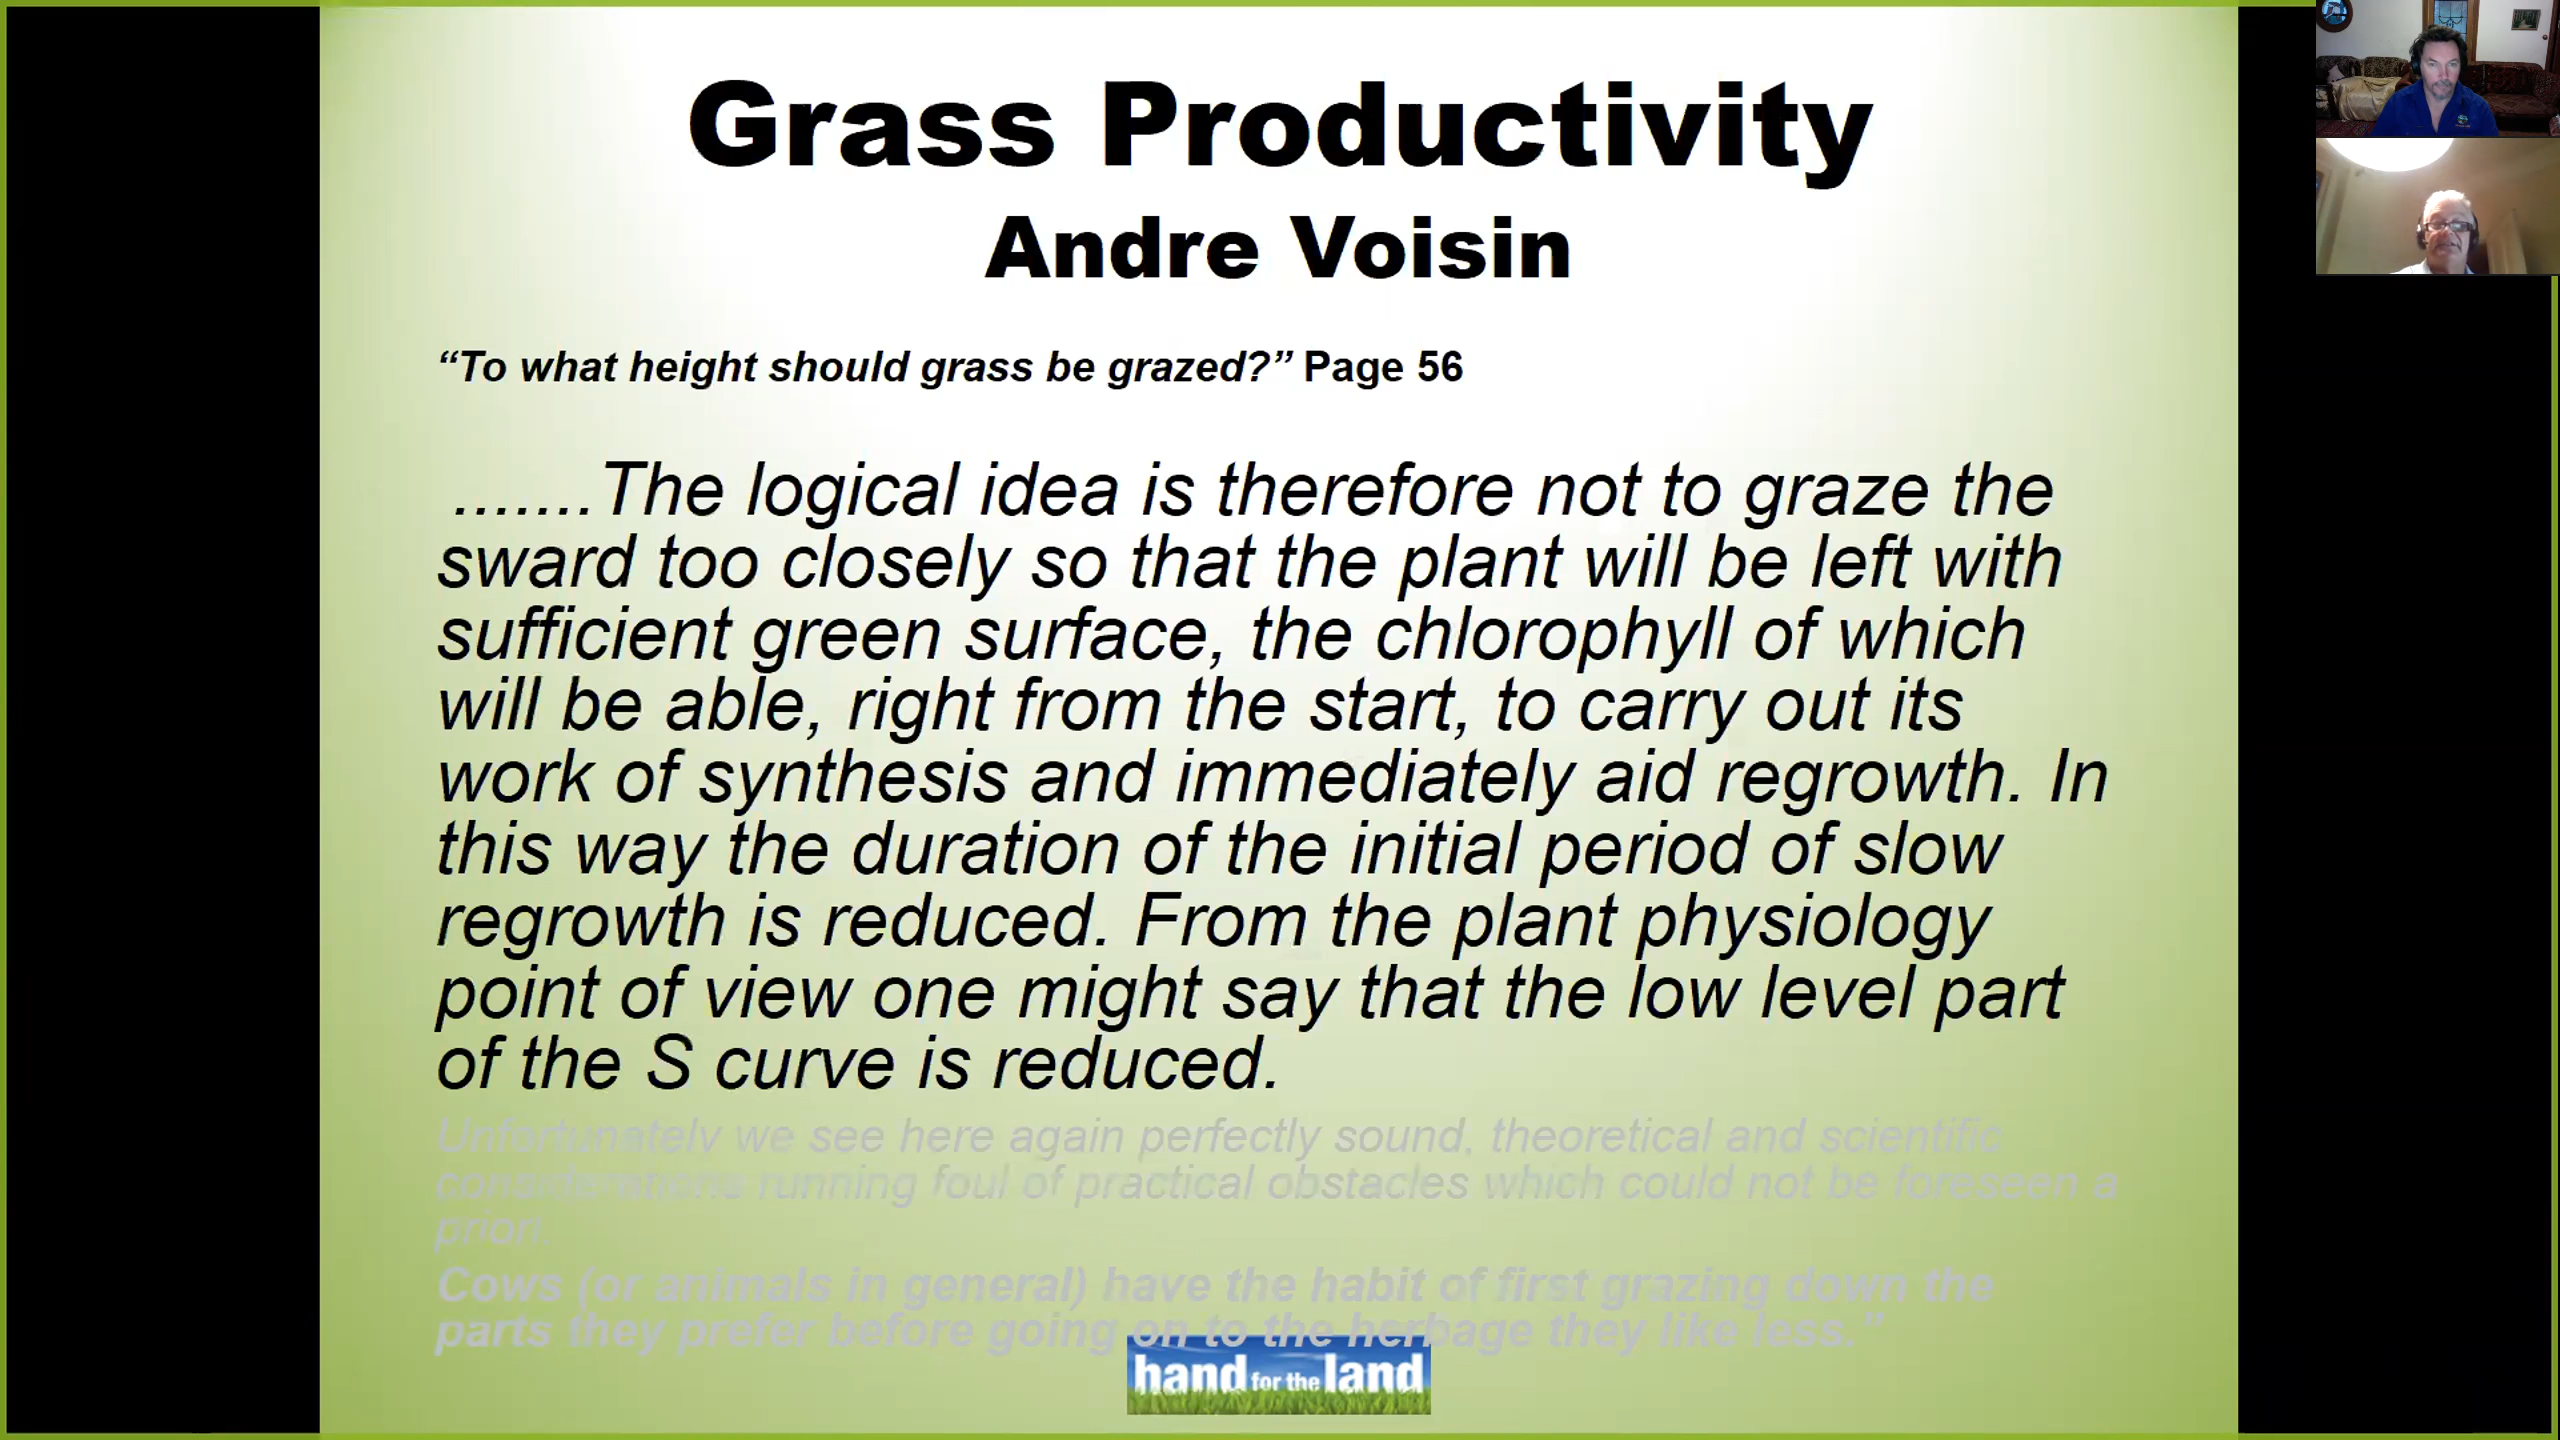 Grass Productivity
Andre Voisin
“To what height should grass be grazed?” Page 56
.......The logical idea is therefore not to graze the
sward too closely so that the plant will be left with
sufficient green surface, the chlorophyll of which
will be able, right from the start, to carry out its
work of synthesis and immediately aid regrowth. In
this way the duration of the initial period of slow
regrowth is reduced. From the plant physiology
point of view one might say that the low level part
of the S curve is reduced.
Unfortunately we see here again perfectly sound, theoretical and scientific
considerations running foul of practical obstacles which could not be foreseen a
priori.
Cows (or animals in general) have the habit of first grazing down the
parts they prefer before going on to the herbage they like less.”
hand for the land